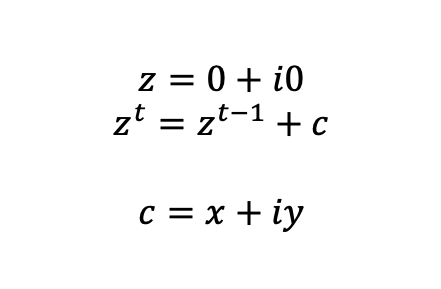 z = 0 + i0
z^t = z^{t-1} + c
c = x + iy